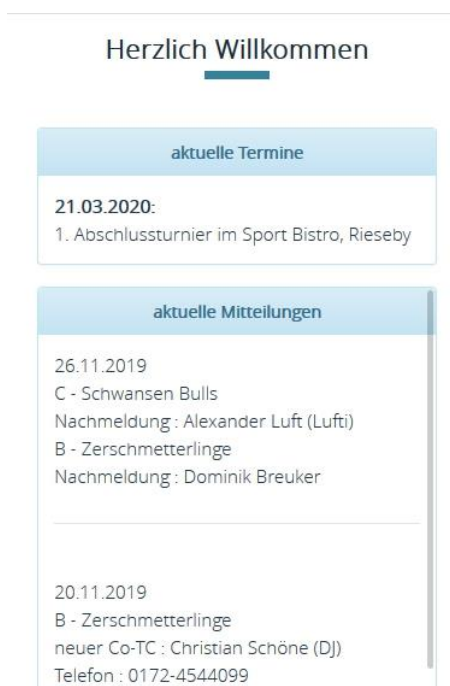 Herzlich Willkommen
aktuelle Termine
21.03.2020:
1. Abschlussturnier im Sport Bistro, Rieseby
aktuelle Mitteilungen
26.11.2019
C - Schwansen Bulls
Nachmeldung : Alexander Luft (Lufti)
B - Zerschmetterlinge
Nachmeldung : Dominik Breuker
20.11.2019
B - Zerschmetterlinge
neuer Co-TC : Christian Schöne (DJ)
Telefon : 0172-4544099